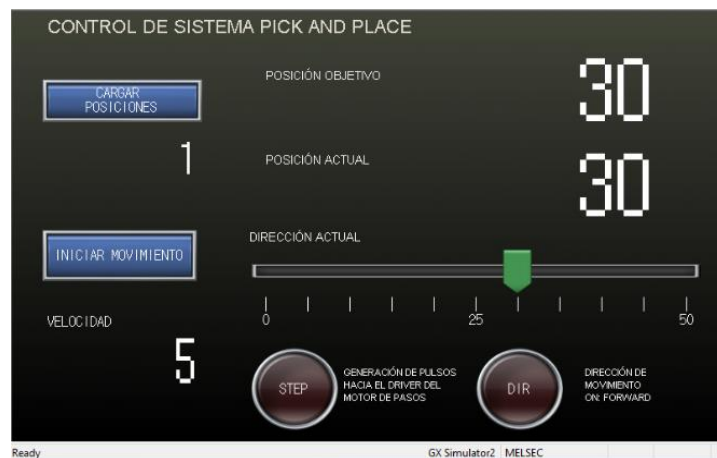 CONTROL DE SISTEMA PICK AND PLACE
CARGAR
POSICIONES
POSICIÓN OBJETIVO
30
1
POSICIÓN ACTUAL
30
INICIAR MOVIMIENTO
DIRECCIÓN ACTUAL
0
25
50
VELOCIDAD
5
STEP
GENERACIÓN DE PULSOS
HACIA EL DRIVER DEL
MOTOR DE PASOS
DIR
DIRECCIÓN DE
MOVIMIENTO
ON: FORWARD
Ready
GX Simulator2
MELSEC